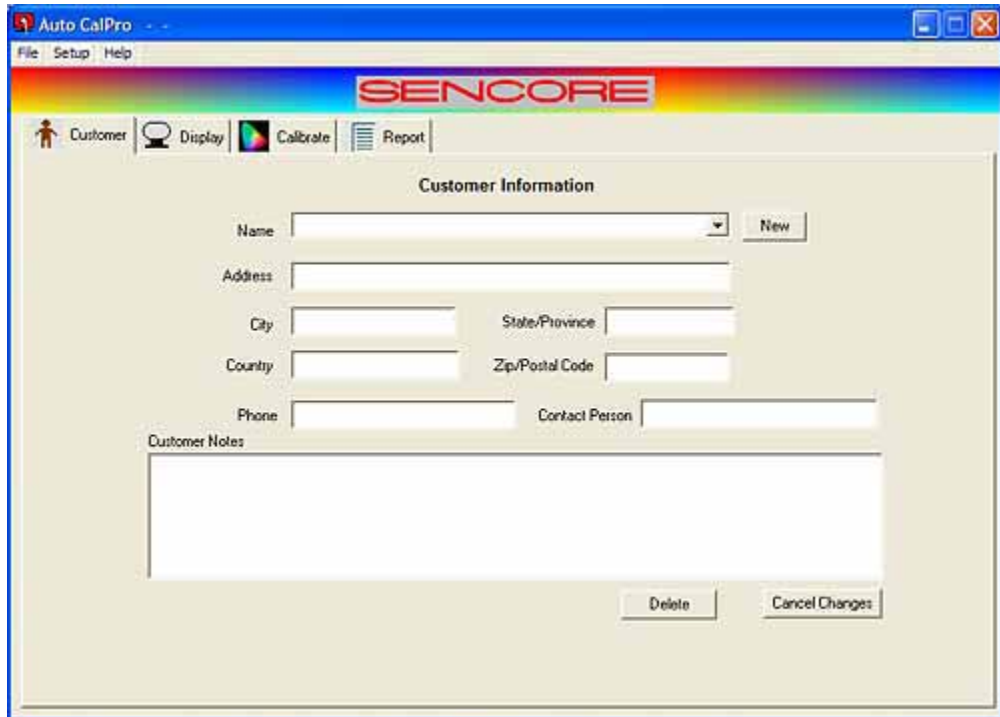 Auto CalPro - -
File Setup Help
SENCORE
Customer Display Calibrate Report
Customer Information
Name New
Address
City State/Province
Country Zip/Postal Code
Phone Contact Person
Customer Notes
Delete Cancel Changes